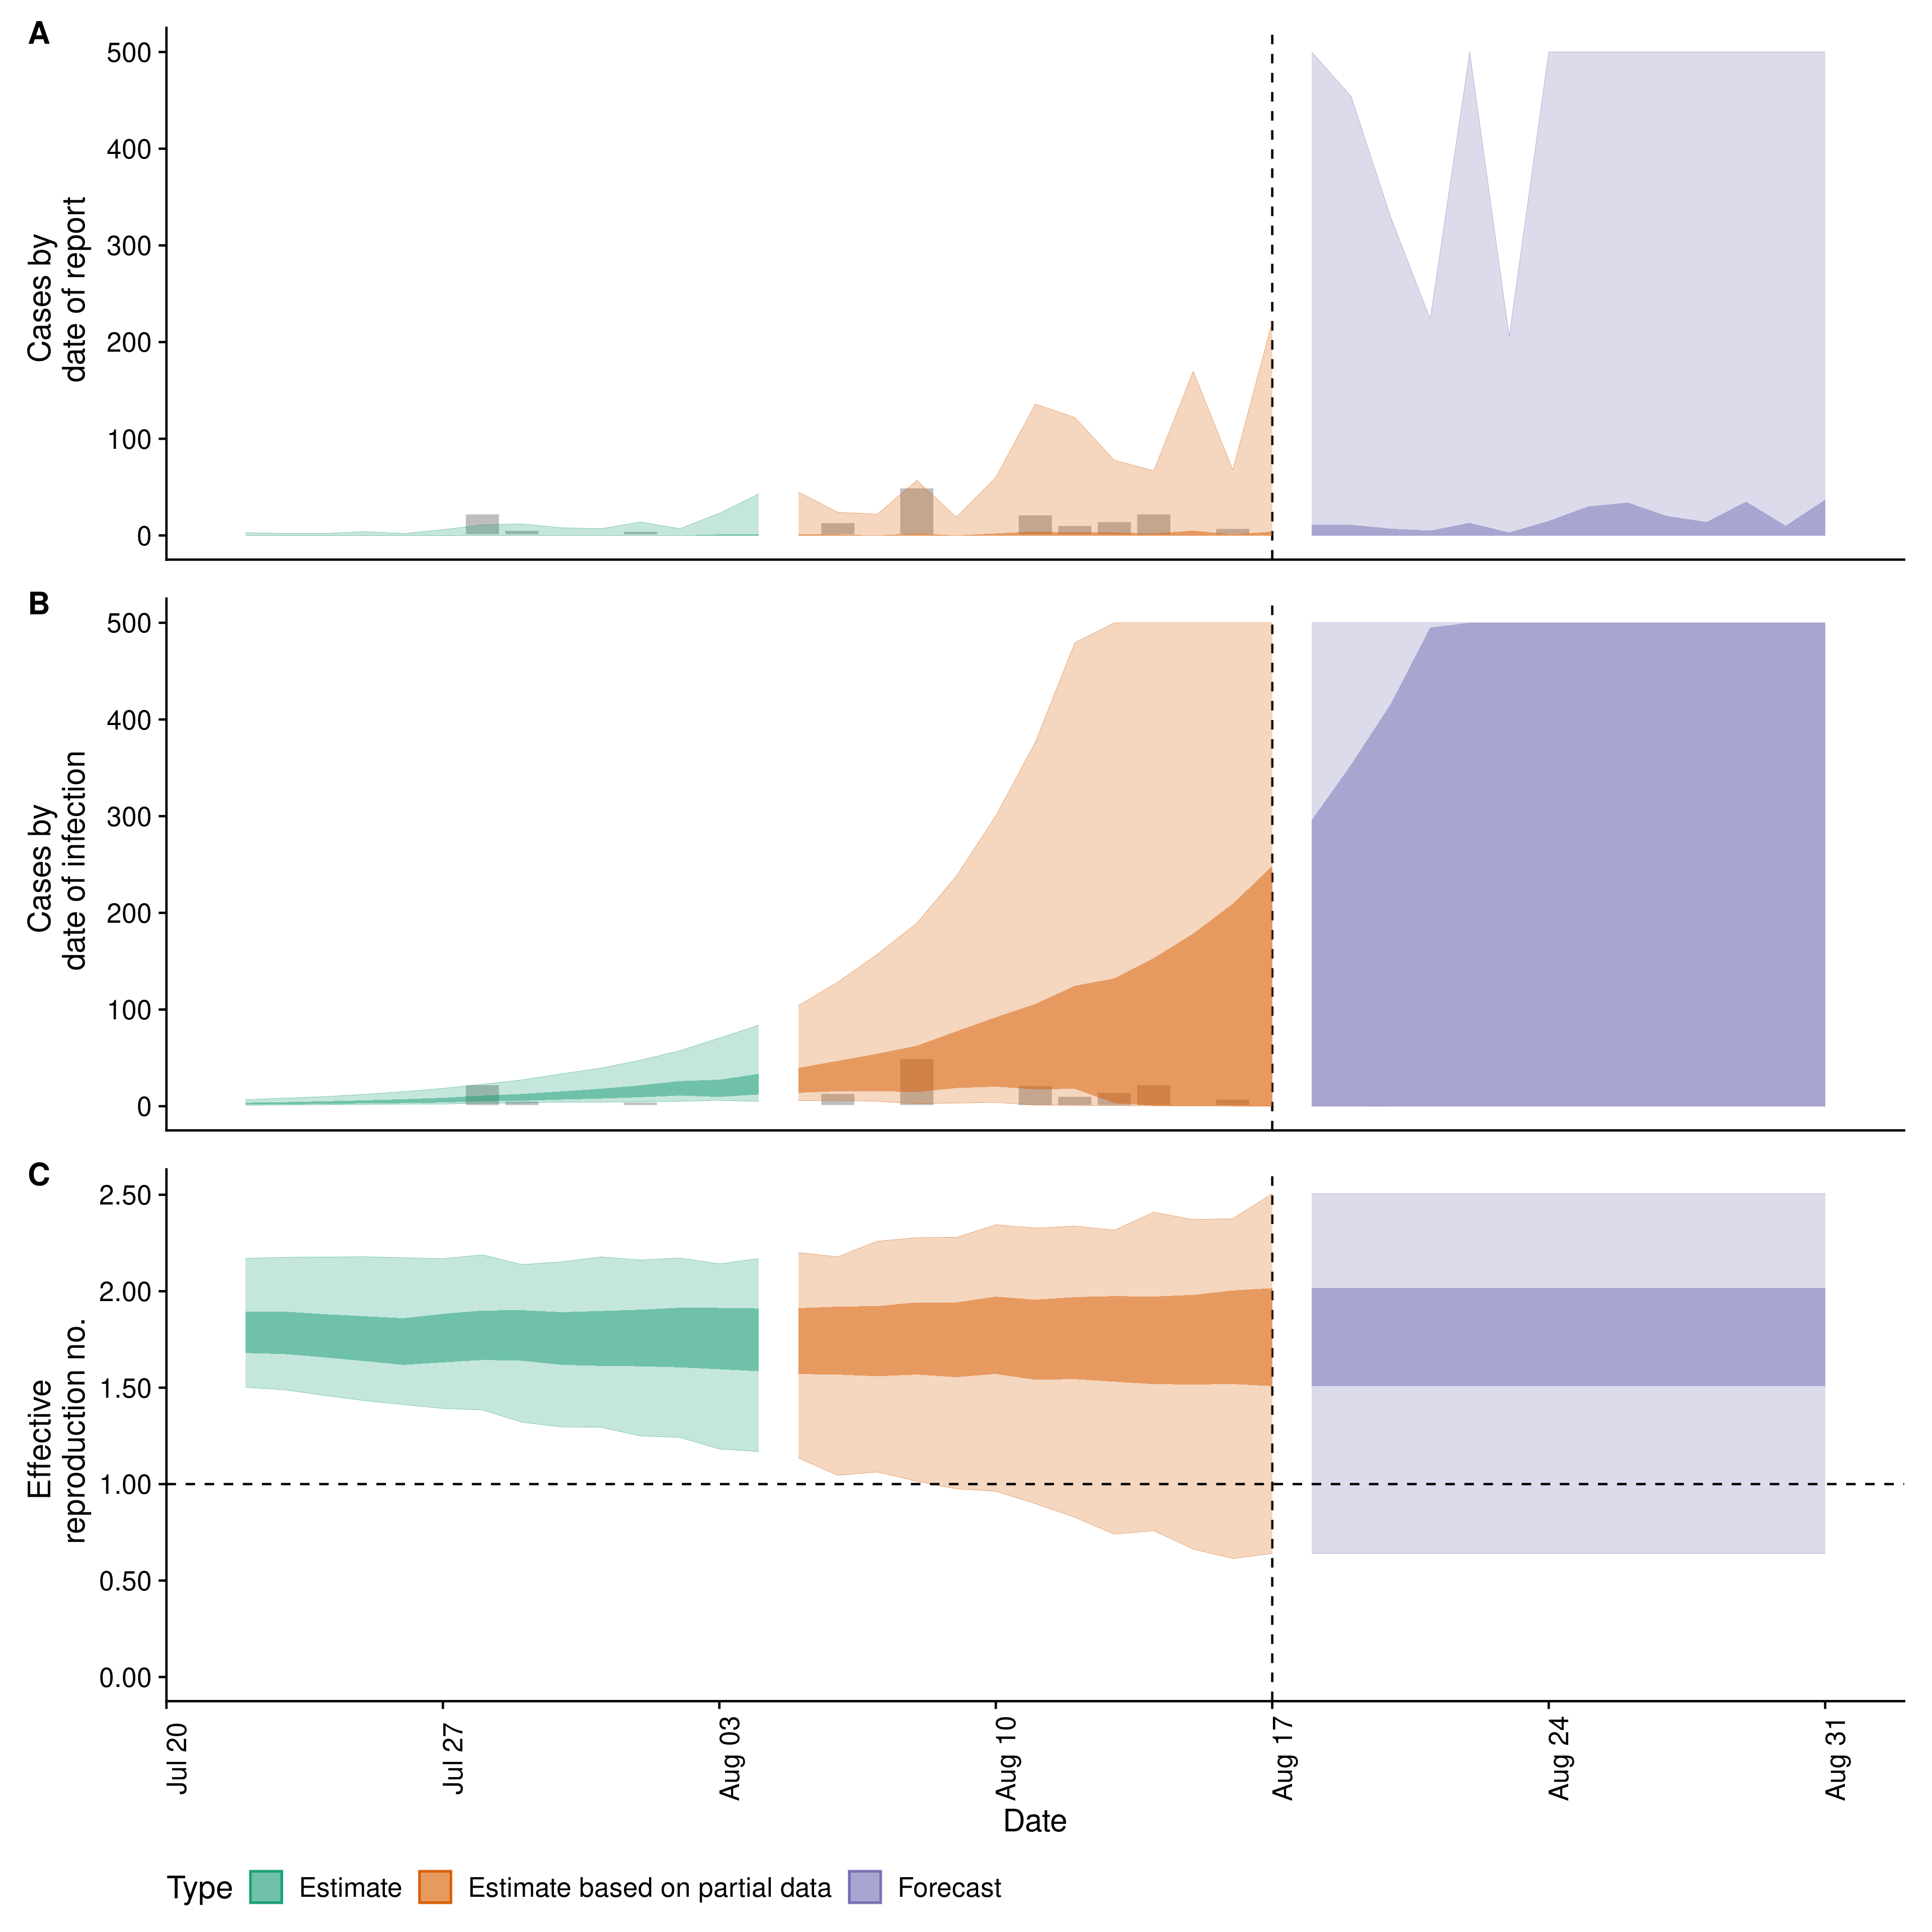 A
500
400
300
200
100
0
Cases by
date of report
B
500
400
300
200
100
0
Cases by
date of infection
C
2.50
2.00
1.50
1.00
0.50
0.00
Effective
reproduction no.
Jul 20
Jul 27
Aug 03
Aug 10
Aug 17
Aug 24
Aug 31
Date
Type Estimate Estimate based on partial data Forecast